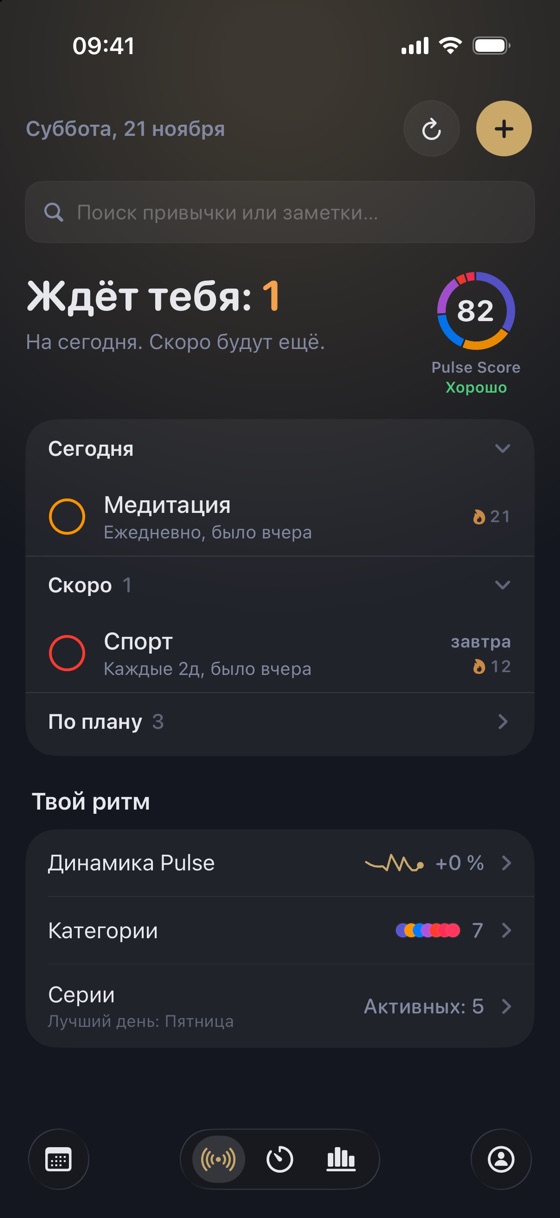 09:41
Суббота, 21 ноября
Поиск привычки или заметки...
Ждёт тебя: 1
На сегодня. Скоро будут ещё.
82
Pulse Score
Хорошо
Сегодня
Медитация
21
Ежедневно, было вчера
Скоро 1
Спорт
завтра
Каждые 2д, было вчера
12
По плану 3
Твой ритм
Динамика Pulse +0 %
Категории 7
Серии
Активных: 5
Лучший день: Пятница